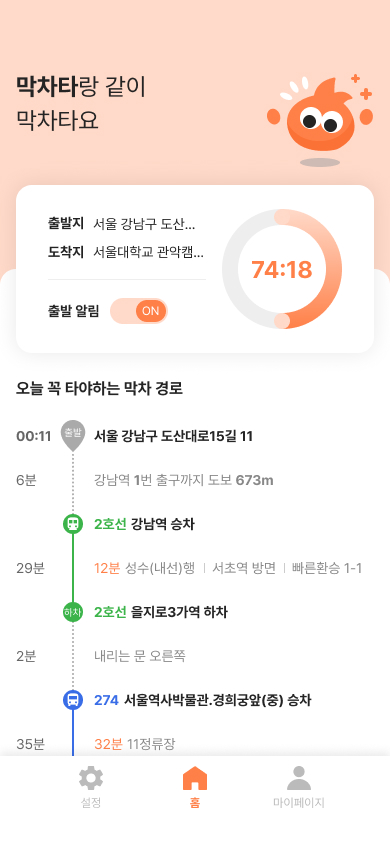 막차타랑 같이
막차타요
출발지 서울 강남구 도산...
도착지 서울대학교 관악캠...
74:18
출발 알림 ON
오늘 꼭 타야하는 막차 경로
00:11 출발 서울 강남구 도산대로15길 11
6분 강남역 1번 출구까지 도보 673m
2호선 강남역 승차
29분 12분 성수(내선)행 | 서초역 방면 | 빠른환승 1-1
하차 2호선 을지로3가역 하차
2분 내리는 문 오른쪽
274 서울역사박물관.경희궁앞(중) 승차
35분 32분 11정류장
설정 홈 마이페이지